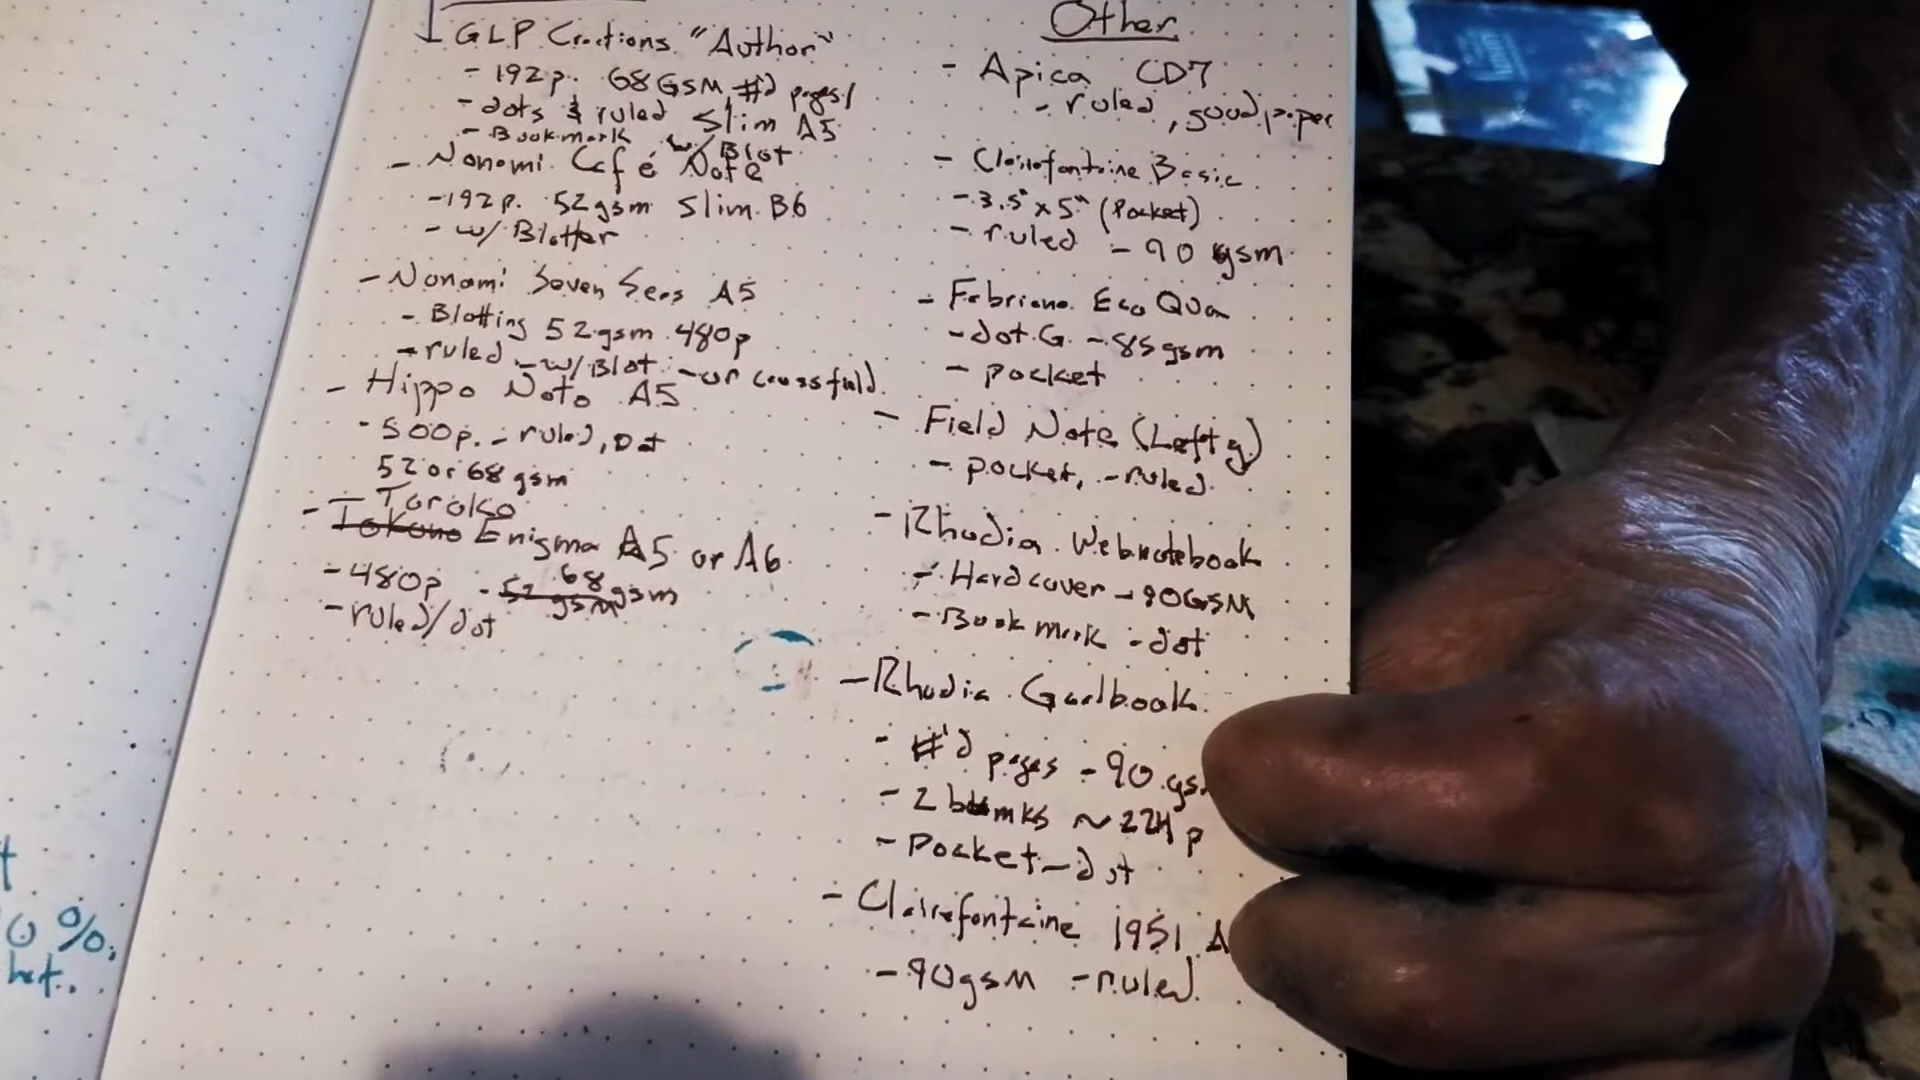 GLP Creations "Author"
- 192p. 68GSM #'d pages/
- dots & ruled Slim A5
- Bookmark w/ Blot
- Nanami Café Note
- 192p. 52gsm Slim B6
- w/ Blotter
- Nanami Seven Seas A5
- Blotting 52gsm 480p
- ruled - w/Blot - or crossfield
- Hippo Noto A5
- 500p. - ruled, Dot
52 or 68 gsm
- Taroko
Enigma A5 or A6
- 480p - 68 gsm
- ruled/dot
Other
- Apica CD7
- ruled, good paper
- Clairefontaine Basic
- 3.5" x 5" (Pocket)
- ruled - 90 gsm
- Fabriano Eco Qua
- dot G. - 85gsm
- pocket
- Field Note (Lefty)
- pocket, - ruled
- Rhodia Webnotebook
- Hardcover - 90GSM
- Bookmark - dot
- Rhodia Goalbook
- #'d pages - 90 gs
- 2 bkmks ~ 224 p
- Pocket - dot
- Clairefontaine 1951 A
- 90gsm - ruled
0 %.
het.